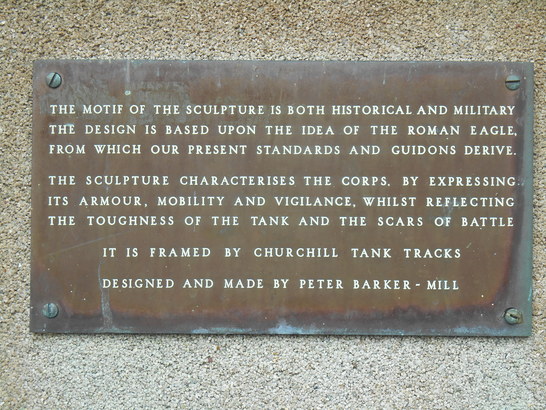 THE MOTIF OF THE SCULPTURE IS BOTH HISTORICAL AND MILITARY
THE DESIGN IS BASED UPON THE IDEA OF THE ROMAN EAGLE,
FROM WHICH OUR PRESENT STANDARDS AND GUIDONS DERIVE.
THE SCULPTURE CHARACTERISES THE CORPS, BY EXPRESSING
ITS ARMOUR, MOBILITY AND VIGILANCE, WHILST REFLECTING
THE TOUGHNESS OF THE TANK AND THE SCARS OF BATTLE
IT IS FRAMED BY CHURCHILL TANK TRACKS
DESIGNED AND MADE BY PETER BARKER - MILL